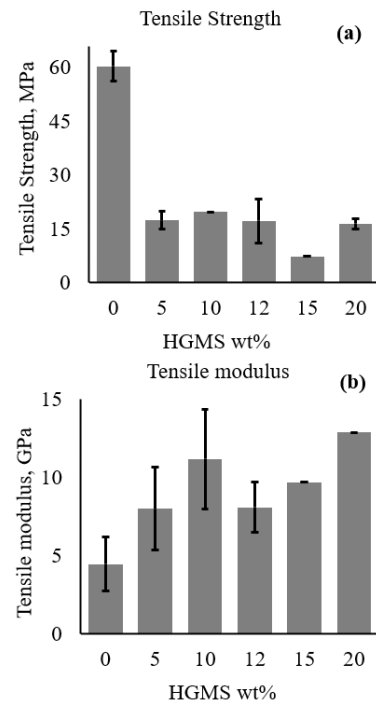 Tensile Strength
(a)
Tensile Strength, MPa
60
45
30
15
0
0 5 10 12 15 20
HGMS wt%
Tensile modulus
(b)
Tensile modulus, GPa
15
10
5
0
0 5 10 12 15 20
HGMS wt%